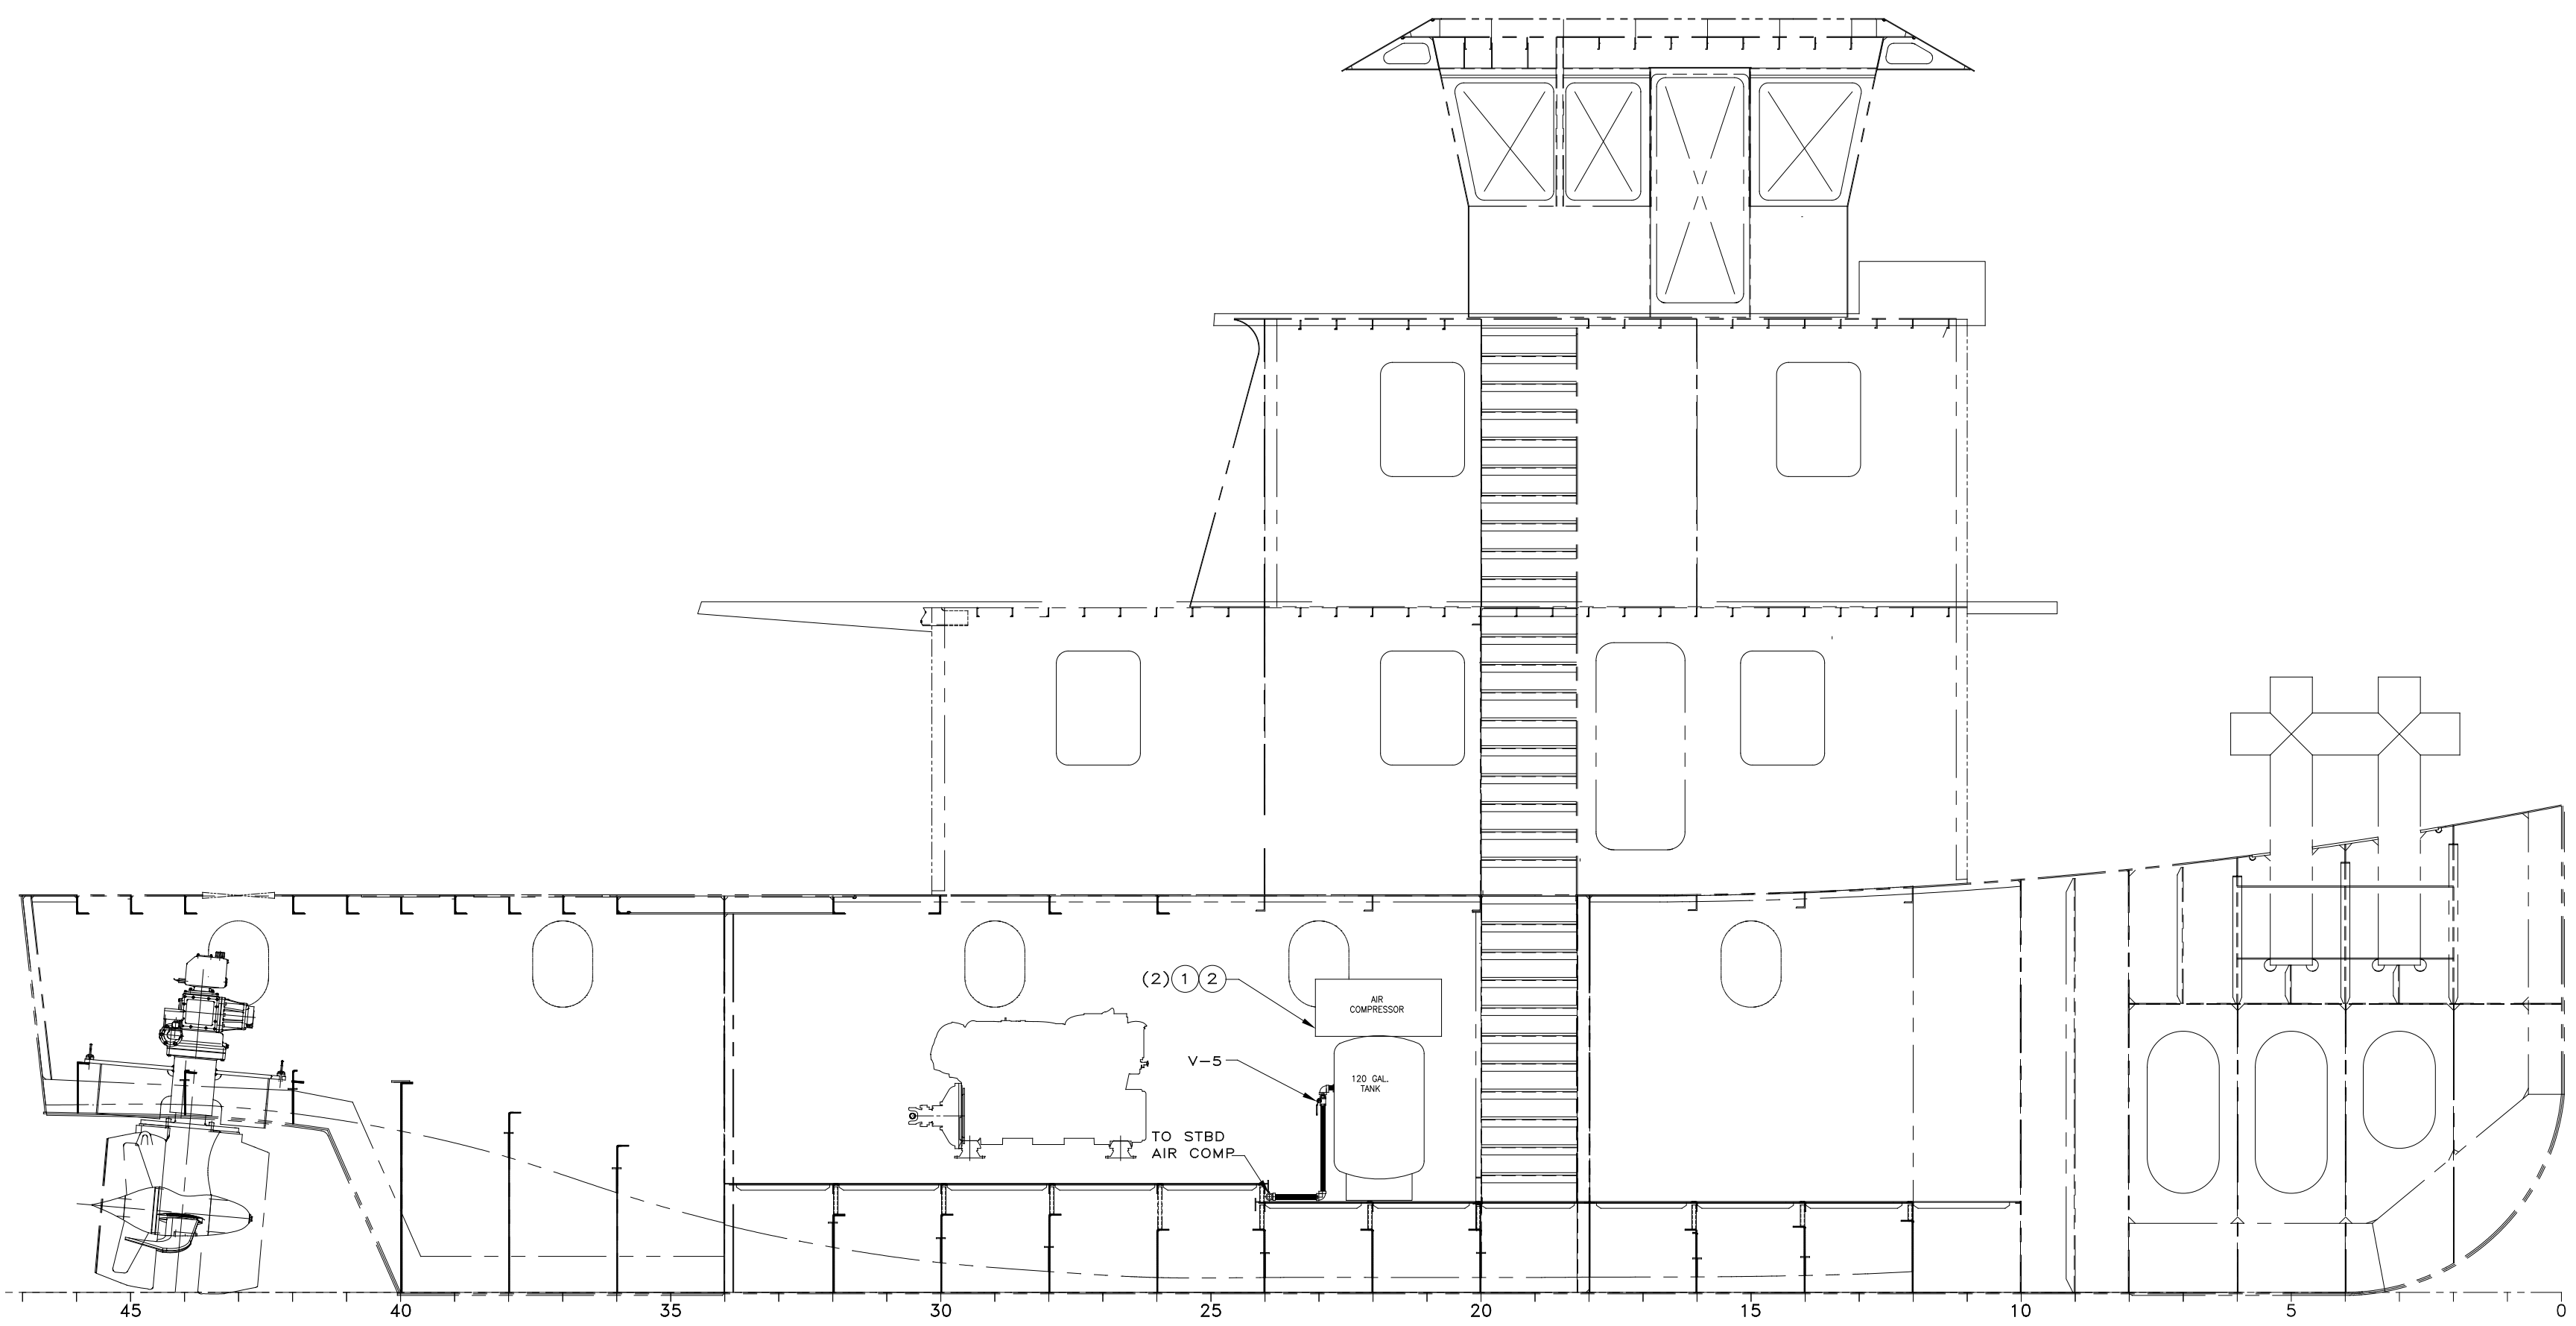 (2) 1 2
AIR
COMPRESSOR
V-5
120 GAL.
TANK
TO STBD
AIR COMP
45 40 35 30 25 20 15 10 5 0